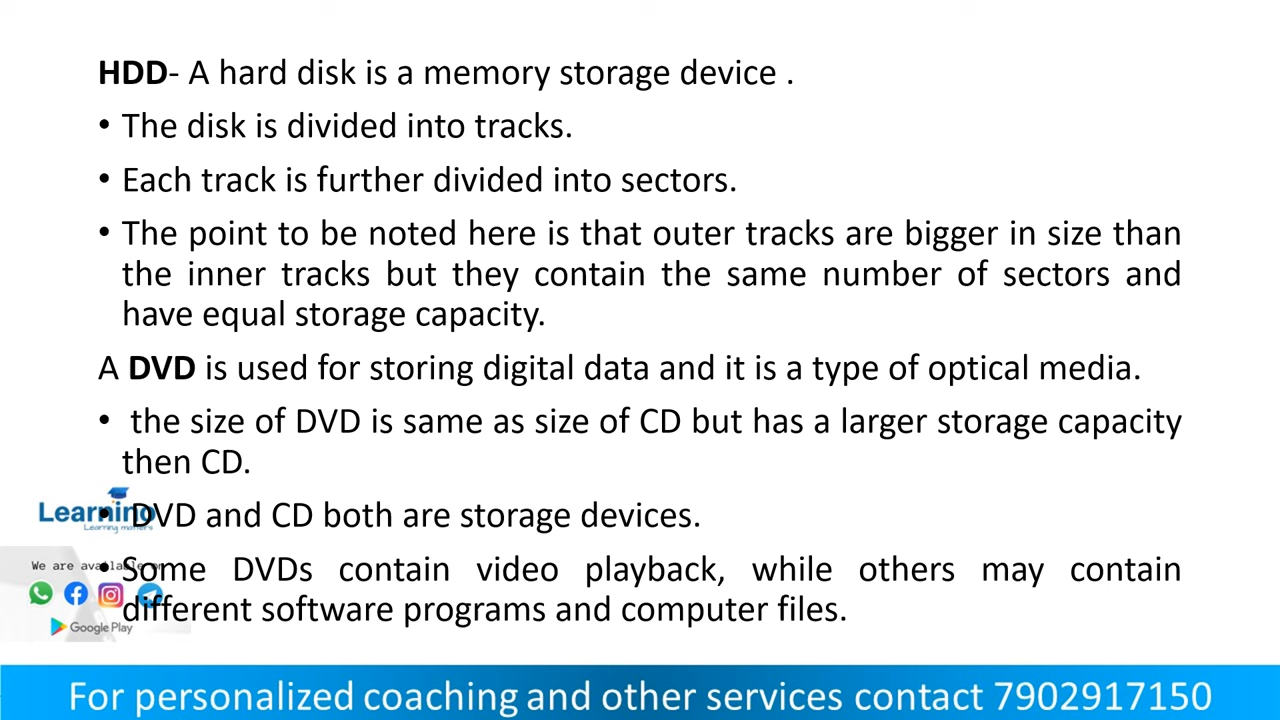 HDD- A hard disk is a memory storage device .
• The disk is divided into tracks.
• Each track is further divided into sectors.
• The point to be noted here is that outer tracks are bigger in size than
the inner tracks but they contain the same number of sectors and
have equal storage capacity.
A DVD is used for storing digital data and it is a type of optical media.
• the size of DVD is same as size of CD but has a larger storage capacity
then CD.
• DVD and CD both are storage devices.
Learning matters
• Some DVDs contain video playback, while others may contain
different software programs and computer files.
We are available
Google Play
For personalized coaching and other services contact 7902917150